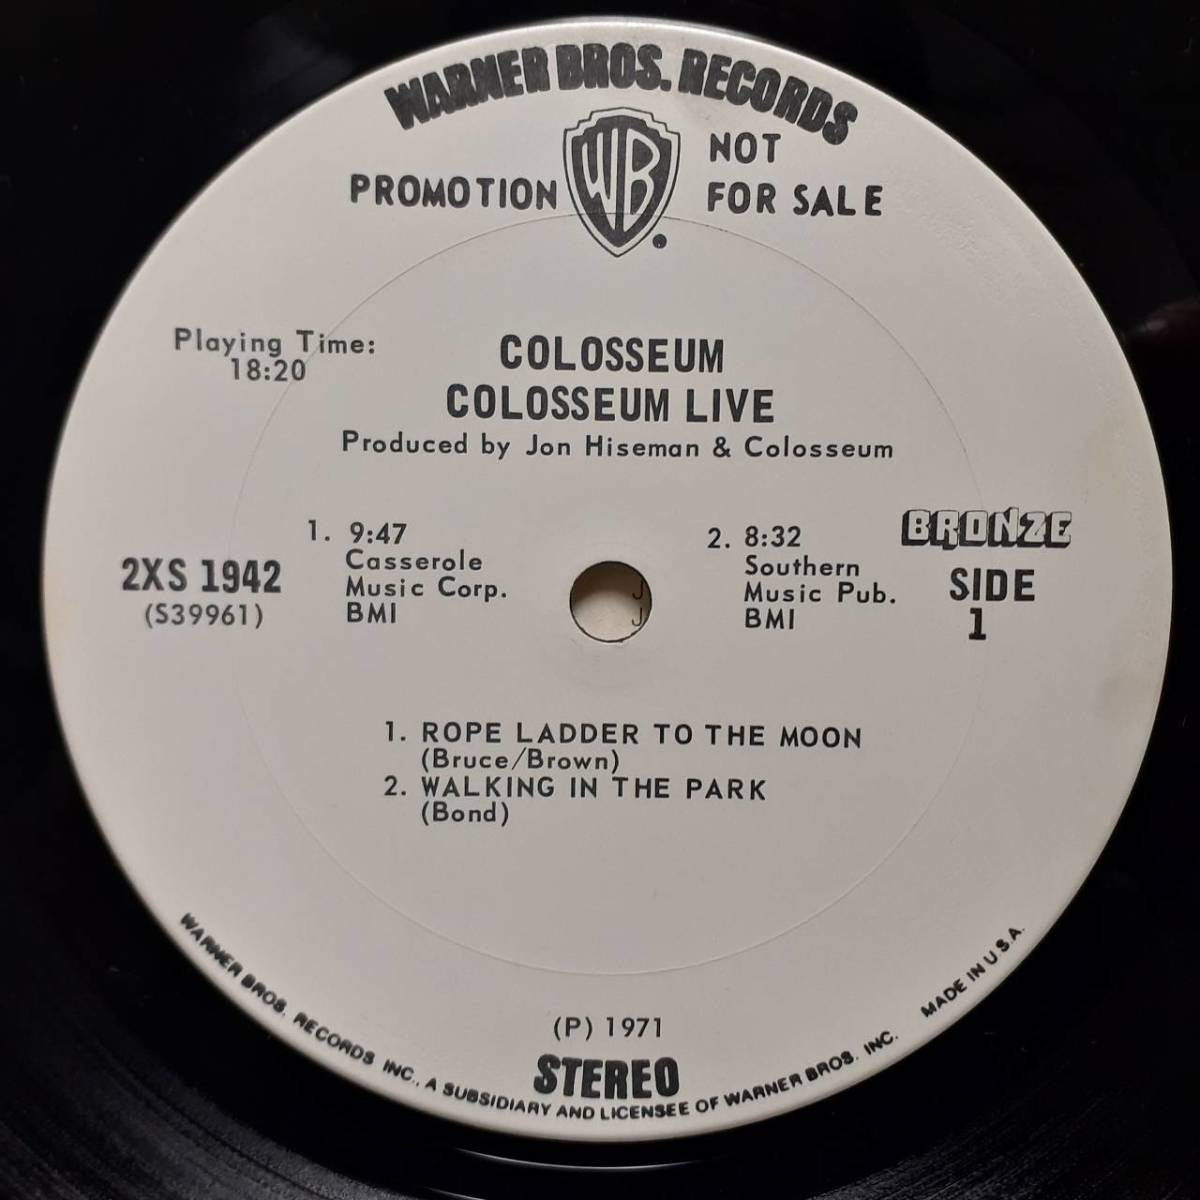 WARNER BROS. RECORDS
WB
PROMOTION
NOT
FOR SALE
Playing Time:
18:20
COLOSSEUM
COLOSSEUM LIVE
Produced by Jon Hiseman & Colosseum
2XS 1942
(S39961)
1. 9:47
Casserole
Music Corp.
BMI
2. 8:32
Southern
Music Pub.
BMI
BRONZE
SIDE
1
1. ROPE LADDER TO THE MOON
(Bruce/Brown)
2. WALKING IN THE PARK
(Bond)
(P) 1971
STEREO
WARNER BROS. RECORDS INC., A SUBSIDIARY AND LICENSEE OF WARNER BROS. INC. MADE IN U.S.A.